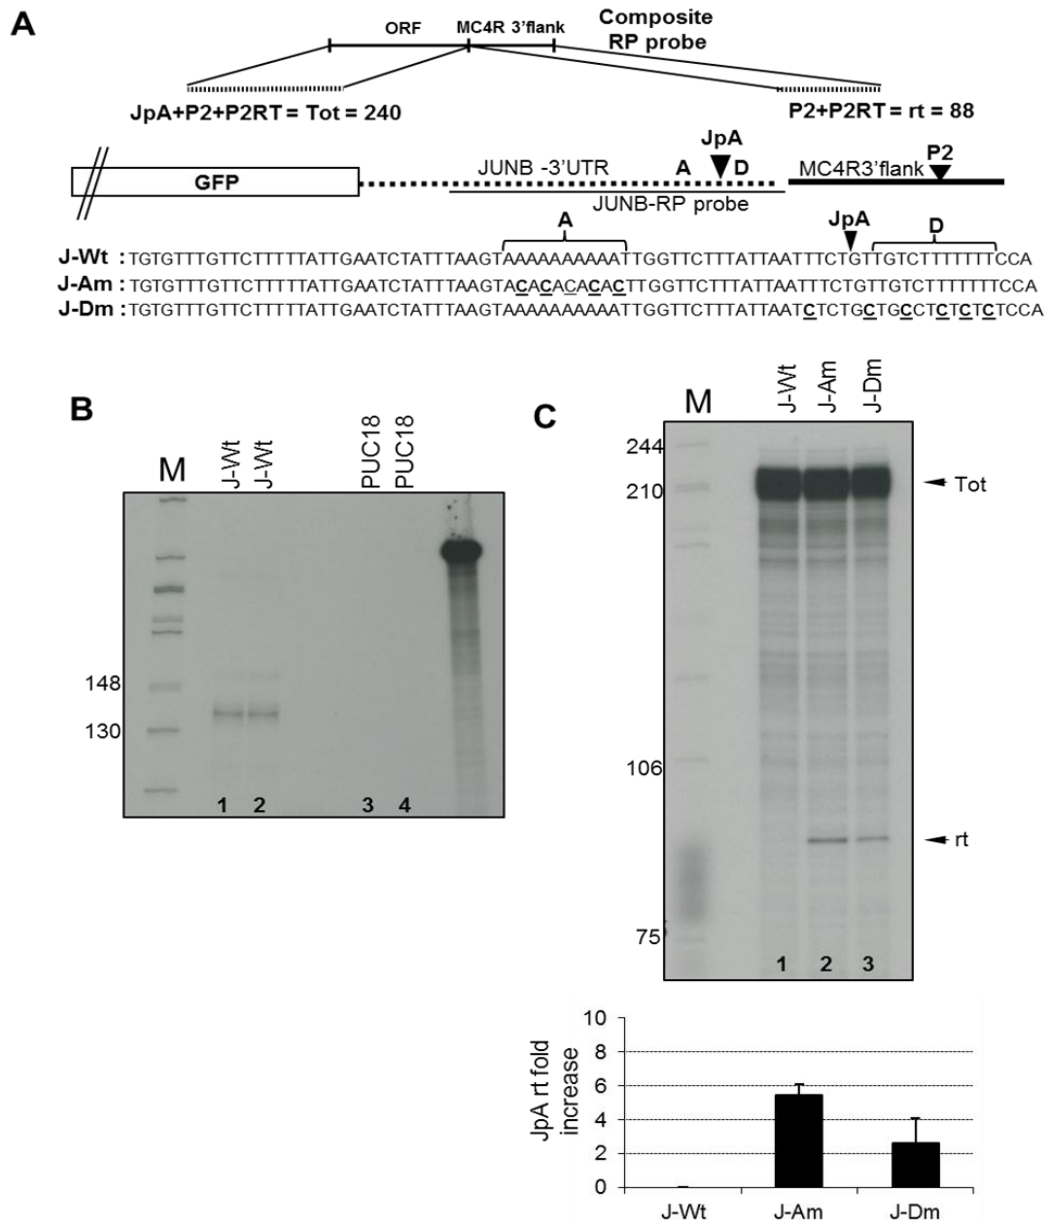 A
ORF
MC4R 3'flank
Composite RP probe
JpA+P2+P2RT = Tot = 240
P2+P2RT = rt = 88
GFP
JUNB -3'UTR
A
JpA
D
MC4R3'flank
P2
JUNB-RP probe
A
JpA
D
J-Wt : TGTGTTTGTTCTTTTTATTGAATCTATTTAAGTAAAAAAAAAATTGGTTCTTTATTAATTTCTGTTGTCTTTTTTTCCA
J-Am : TGTGTTTGTTCTTTTTATTGAATCTATTTAAGTACACACACACTTGGTTCTTTATTAATTTCTGTTGTCTTTTTTTCCA
J-Dm : TGTGTTTGTTCTTTTTATTGAATCTATTTAAGTAAAAAAAAAATTGGTTCTTTATTAATCTCTGCTGCCTCTCTCTCCA
B
M
J-Wt
J-Wt
PUC18
PUC18
148
130
1
2
3
4
C
M
J-Wt
J-Am
J-Dm
244
210
106
75
Tot
rt
1
2
3
JpA rt fold increase
10
8
6
4
2
0
J-Wt
J-Am
J-Dm